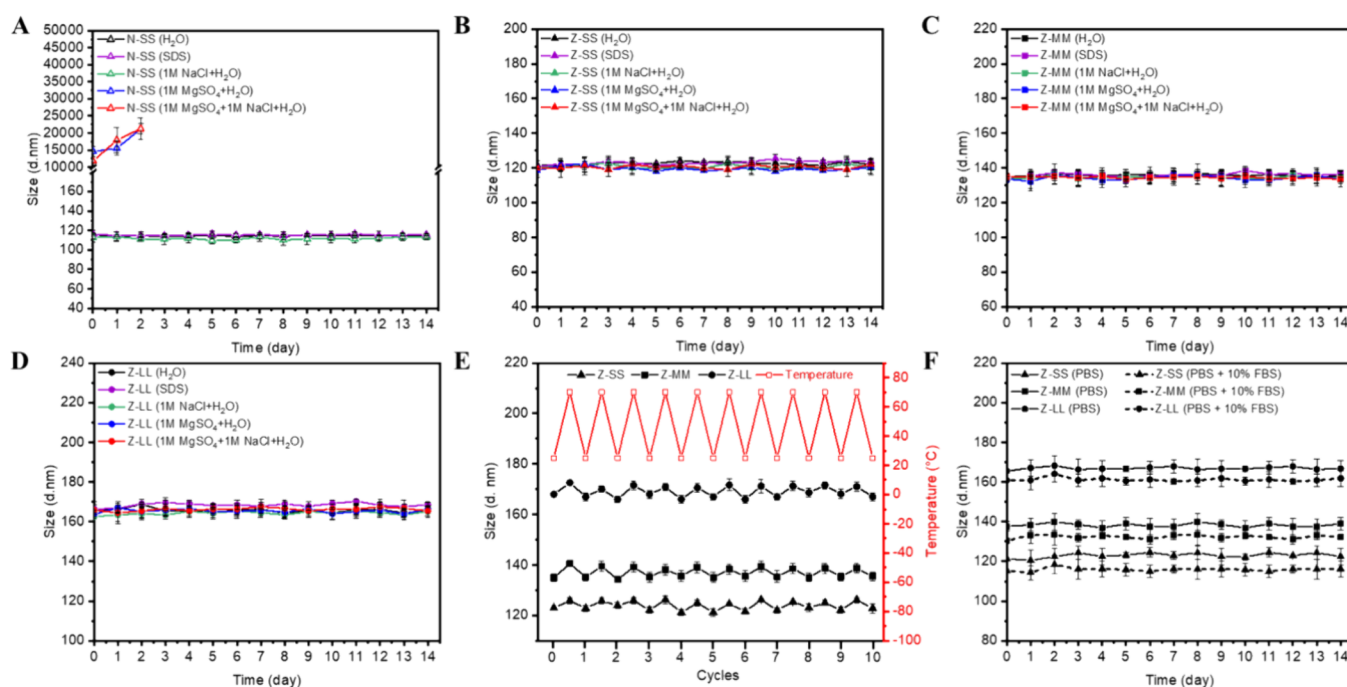 A
N-SS (H₂O)
N-SS (SDS)
N-SS (1M NaCl+H₂O)
N-SS (1M MgSO₄+H₂O)
N-SS (1M MgSO₄+1M NaCl+H₂O)
50000
45000
40000
35000
30000
25000
20000
15000
10000
160
140
120
100
80
60
40
Size (d.nm)
0 1 2 3 4 5 6 7 8 9 10 11 12 13 14
Time (day)
B
Z-SS (H₂O)
Z-SS (SDS)
Z-SS (1M NaCl+H₂O)
Z-SS (1M MgSO₄+H₂O)
Z-SS (1M MgSO₄+1M NaCl+H₂O)
200
180
160
140
120
100
80
60
40
Size (d.nm)
0 1 2 3 4 5 6 7 8 9 10 11 12 13 14
Time (day)
C
Z-MM (H₂O)
Z-MM (SDS)
Z-MM (1M NaCl+H₂O)
Z-MM (1M MgSO₄+H₂O)
Z-MM (1M MgSO₄+1M NaCl+H₂O)
220
200
180
160
140
120
100
80
60
Size (d.nm)
0 1 2 3 4 5 6 7 8 9 10 11 12 13 14
Time (day)
D
Z-LL (H₂O)
Z-LL (SDS)
Z-LL (1M NaCl+H₂O)
Z-LL (1M MgSO₄+H₂O)
Z-LL (1M MgSO₄+1M NaCl+H₂O)
240
220
200
180
160
140
120
100
Size (d.nm)
0 1 2 3 4 5 6 7 8 9 10 11 12 13 14
Time (day)
E
Z-SS Z-MM Z-LL Temperature
220
210
200
190
180
170
160
150
140
130
120
Size (d. nm)
80
60
40
20
0
-20
-40
-60
-80
-100
Temperature (°C)
0 1 2 3 4 5 6 7 8 9 10
Cycles
F
Z-SS (PBS) Z-SS (PBS + 10% FBS)
Z-MM (PBS) Z-MM (PBS + 10% FBS)
Z-LL (PBS) Z-LL (PBS + 10% FBS)
220
200
180
160
140
120
100
80
Size (d.nm)
0 1 2 3 4 5 6 7 8 9 10 11 12 13 14
Time (day)